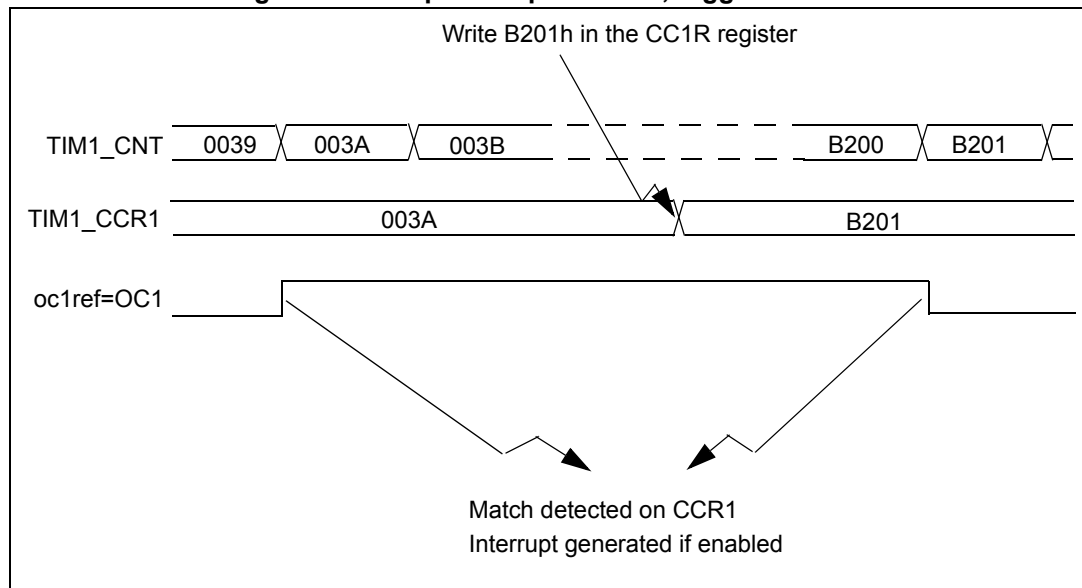 Write B201h in the CC1R register
TIM1_CNT 0039 003A 003B B200 B201
TIM1_CCR1 003A B201
oc1ref=OC1
Match detected on CCR1
Interrupt generated if enabled